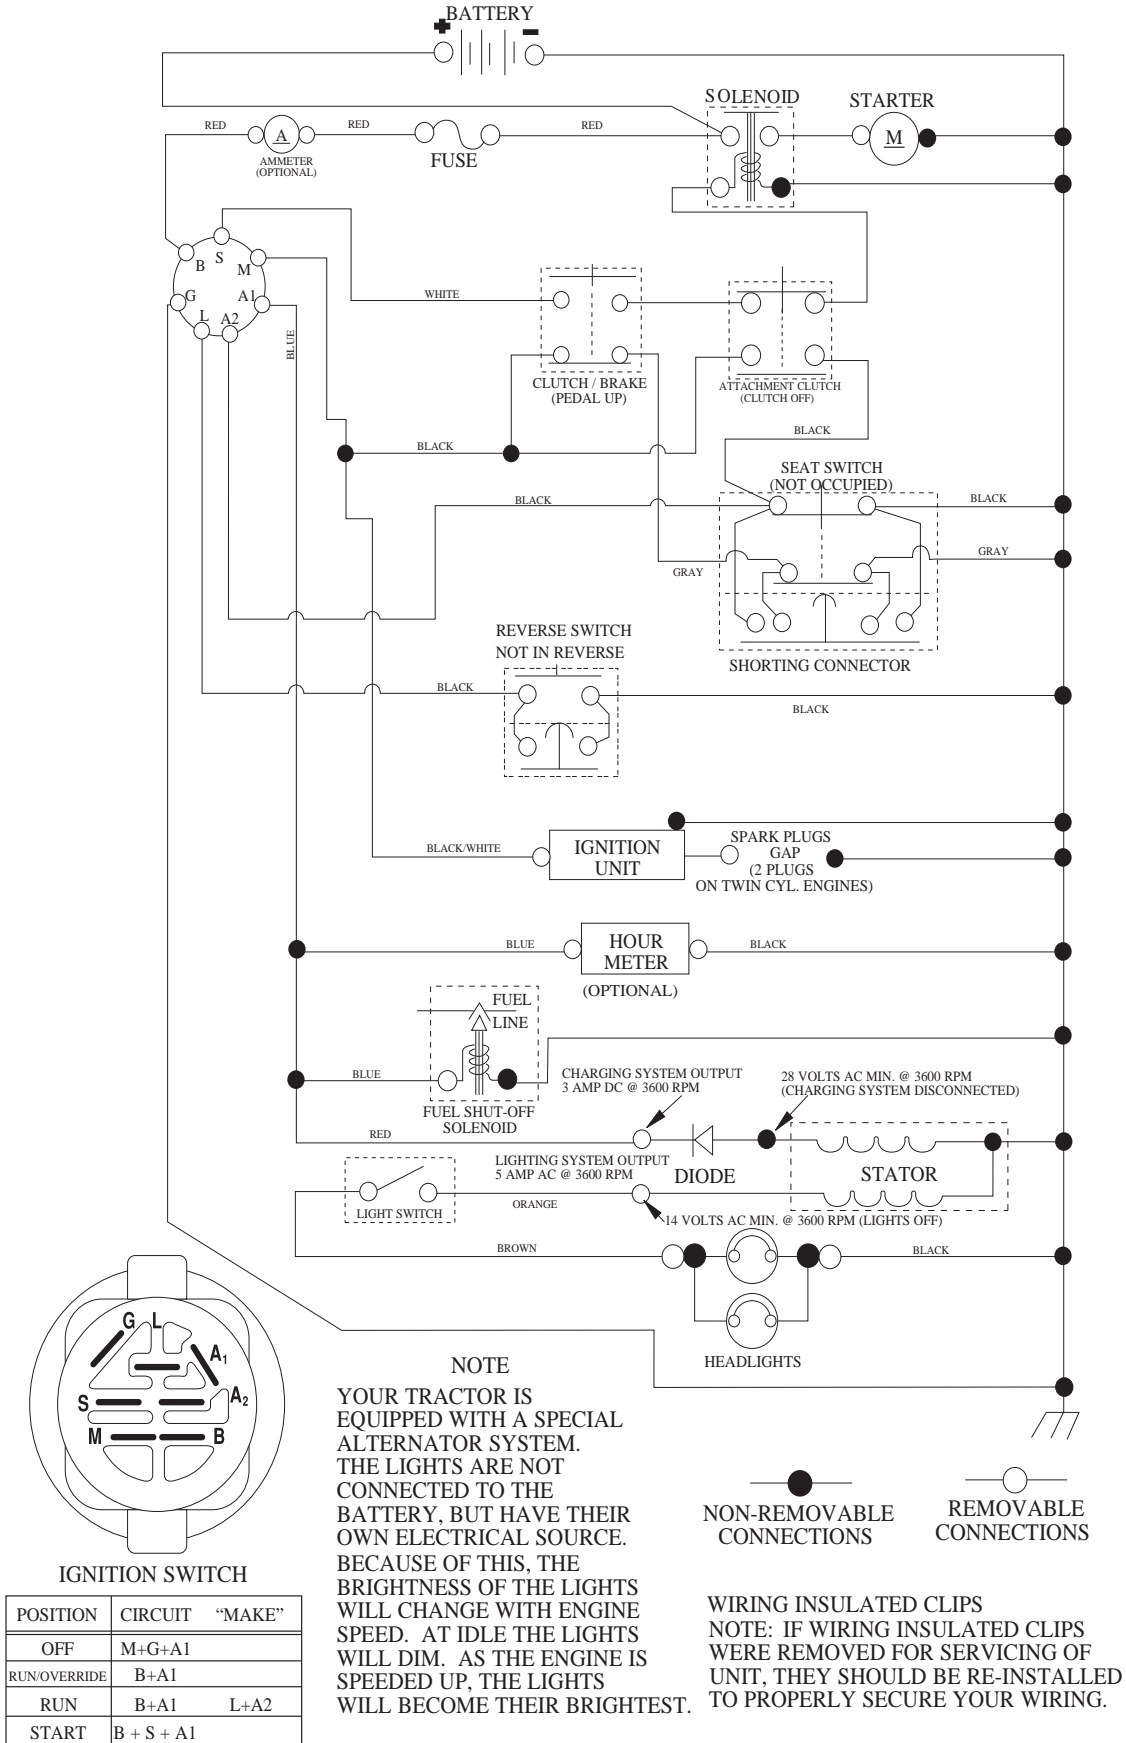 BATTERY
+ -
SOLENOID
STARTER
RED
RED
RED
A
M
AMMETER
(OPTIONAL)
FUSE
B
S
M
G
A1
L
A2
BLUE
WHITE
CLUTCH / BRAKE
(PEDAL UP)
ATTACHMENT CLUTCH
(CLUTCH OFF)
BLACK
BLACK
SEAT SWITCH
(NOT OCCUPIED)
BLACK
BLACK
GRAY
GRAY
SHORTING CONNECTOR
REVERSE SWITCH
NOT IN REVERSE
BLACK
BLACK
BLACK/WHITE
IGNITION
UNIT
SPARK PLUGS
GAP
(2 PLUGS
ON TWIN CYL. ENGINES)
BLUE
HOUR
METER
BLACK
(OPTIONAL)
FUEL
LINE
BLUE
FUEL SHUT-OFF
SOLENOID
CHARGING SYSTEM OUTPUT
3 AMP DC @ 3600 RPM
28 VOLTS AC MIN. @ 3600 RPM
(CHARGING SYSTEM DISCONNECTED)
RED
DIODE
STATOR
LIGHTING SYSTEM OUTPUT
5 AMP AC @ 3600 RPM
LIGHT SWITCH
ORANGE
14 VOLTS AC MIN. @ 3600 RPM (LIGHTS OFF)
BROWN
BLACK
HEADLIGHTS
G L
A1
S
A2
M
B
IGNITION SWITCH
POSITION CIRCUIT “MAKE”
OFF M+G+A1
RUN/OVERRIDE B+A1
RUN B+A1 L+A2
START B + S + A1
NOTE
YOUR TRACTOR IS
EQUIPPED WITH A SPECIAL
ALTERNATOR SYSTEM.
THE LIGHTS ARE NOT
CONNECTED TO THE
BATTERY, BUT HAVE THEIR
OWN ELECTRICAL SOURCE.
BECAUSE OF THIS, THE
BRIGHTNESS OF THE LIGHTS
WILL CHANGE WITH ENGINE
SPEED. AT IDLE THE LIGHTS
WILL DIM. AS THE ENGINE IS
SPEEDED UP, THE LIGHTS
WILL BECOME THEIR BRIGHTEST.
NON-REMOVABLE
CONNECTIONS
REMOVABLE
CONNECTIONS
WIRING INSULATED CLIPS
NOTE: IF WIRING INSULATED CLIPS
WERE REMOVED FOR SERVICING OF
UNIT, THEY SHOULD BE RE-INSTALLED
TO PROPERLY SECURE YOUR WIRING.